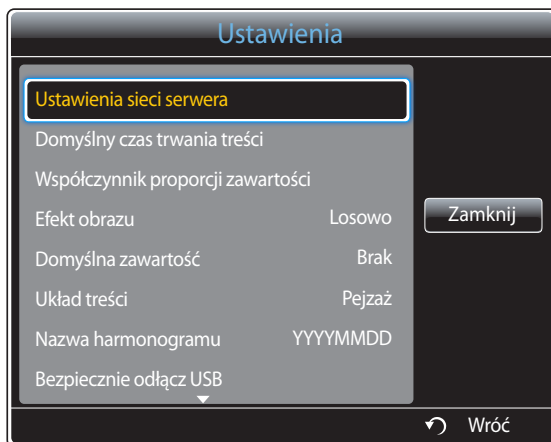 Ustawienia
Ustawienia sieci serwera
Domyślny czas trwania treści
Współczynnik proporcji zawartości
Efekt obrazu Losowo
Domyślna zawartość Brak
Układ treści Pejzaż
Nazwa harmonogramu YYYYMMDD
Bezpiecznie odłącz USB
Zamknij
Wróć